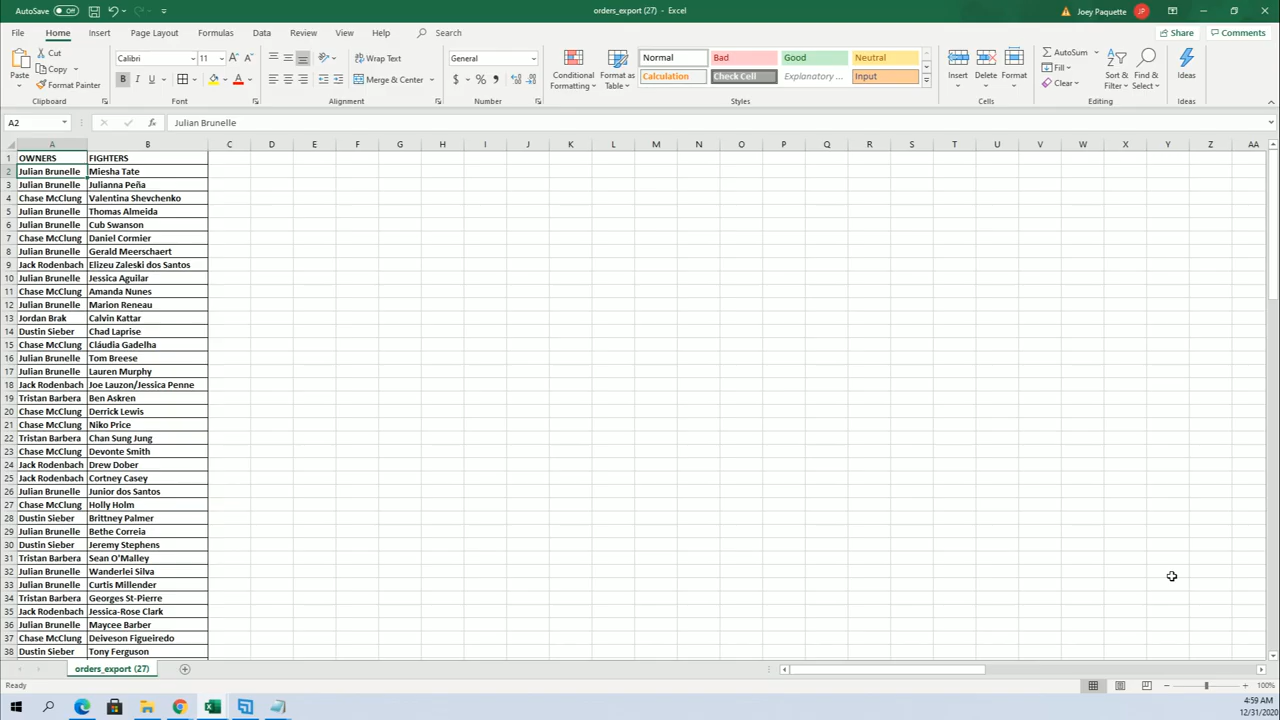 AutoSave Off orders_export (27) - Excel Joey Paquette JP
File Home Insert Page Layout Formulas Data Review View Help Search Share Comments
Paste Cut Copy Format Painter Clipboard
Calibri 11 A A B I U A Font
Wrap Text Merge & Center Alignment
General $ % , Number
Conditional Formatting Format as Table Normal Bad Good Neutral
Calculation Check Cell Explanatory ... Input Styles
Insert Delete Format Cells
AutoSum Fill Clear Sort & Filter Find & Select Editing
Ideas Ideas
A2 fx Julian Brunelle
A B C D E F G H I J K L M N O P Q R S T U V W X Y Z AA
1 OWNERS FIGHTERS
2 Julian Brunelle Miesha Tate
3 Julian Brunelle Julianna Peña
4 Chase McClung Valentina Shevchenko
5 Julian Brunelle Thomas Almeida
6 Julian Brunelle Cub Swanson
7 Chase McClung Daniel Cormier
8 Julian Brunelle Gerald Meerschaert
9 Jack Rodenbach Elizeu Zaleski dos Santos
10 Julian Brunelle Jessica Aguilar
11 Chase McClung Amanda Nunes
12 Julian Brunelle Marion Reneau
13 Jordan Brak Calvin Kattar
14 Dustin Sieber Chad Laprise
15 Chase McClung Cláudia Gadelha
16 Julian Brunelle Tom Breese
17 Julian Brunelle Lauren Murphy
18 Jack Rodenbach Joe Lauzon/Jessica Penne
19 Tristan Barbera Ben Askren
20 Chase McClung Derrick Lewis
21 Chase McClung Niko Price
22 Tristan Barbera Chan Sung Jung
23 Chase McClung Devonte Smith
24 Jack Rodenbach Drew Dober
25 Jack Rodenbach Cortney Casey
26 Julian Brunelle Junior dos Santos
27 Chase McClung Holly Holm
28 Dustin Sieber Brittney Palmer
29 Julian Brunelle Bethe Correia
30 Dustin Sieber Jeremy Stephens
31 Tristan Barbera Sean O'Malley
32 Julian Brunelle Wanderlei Silva
33 Julian Brunelle Curtis Millender
34 Tristan Barbera Georges St-Pierre
35 Jack Rodenbach Jessica-Rose Clark
36 Julian Brunelle Maycee Barber
37 Chase McClung Deiveson Figueiredo
38 Dustin Sieber Tony Ferguson
orders_export (27)
Ready 100%
4:59 AM
12/31/2020